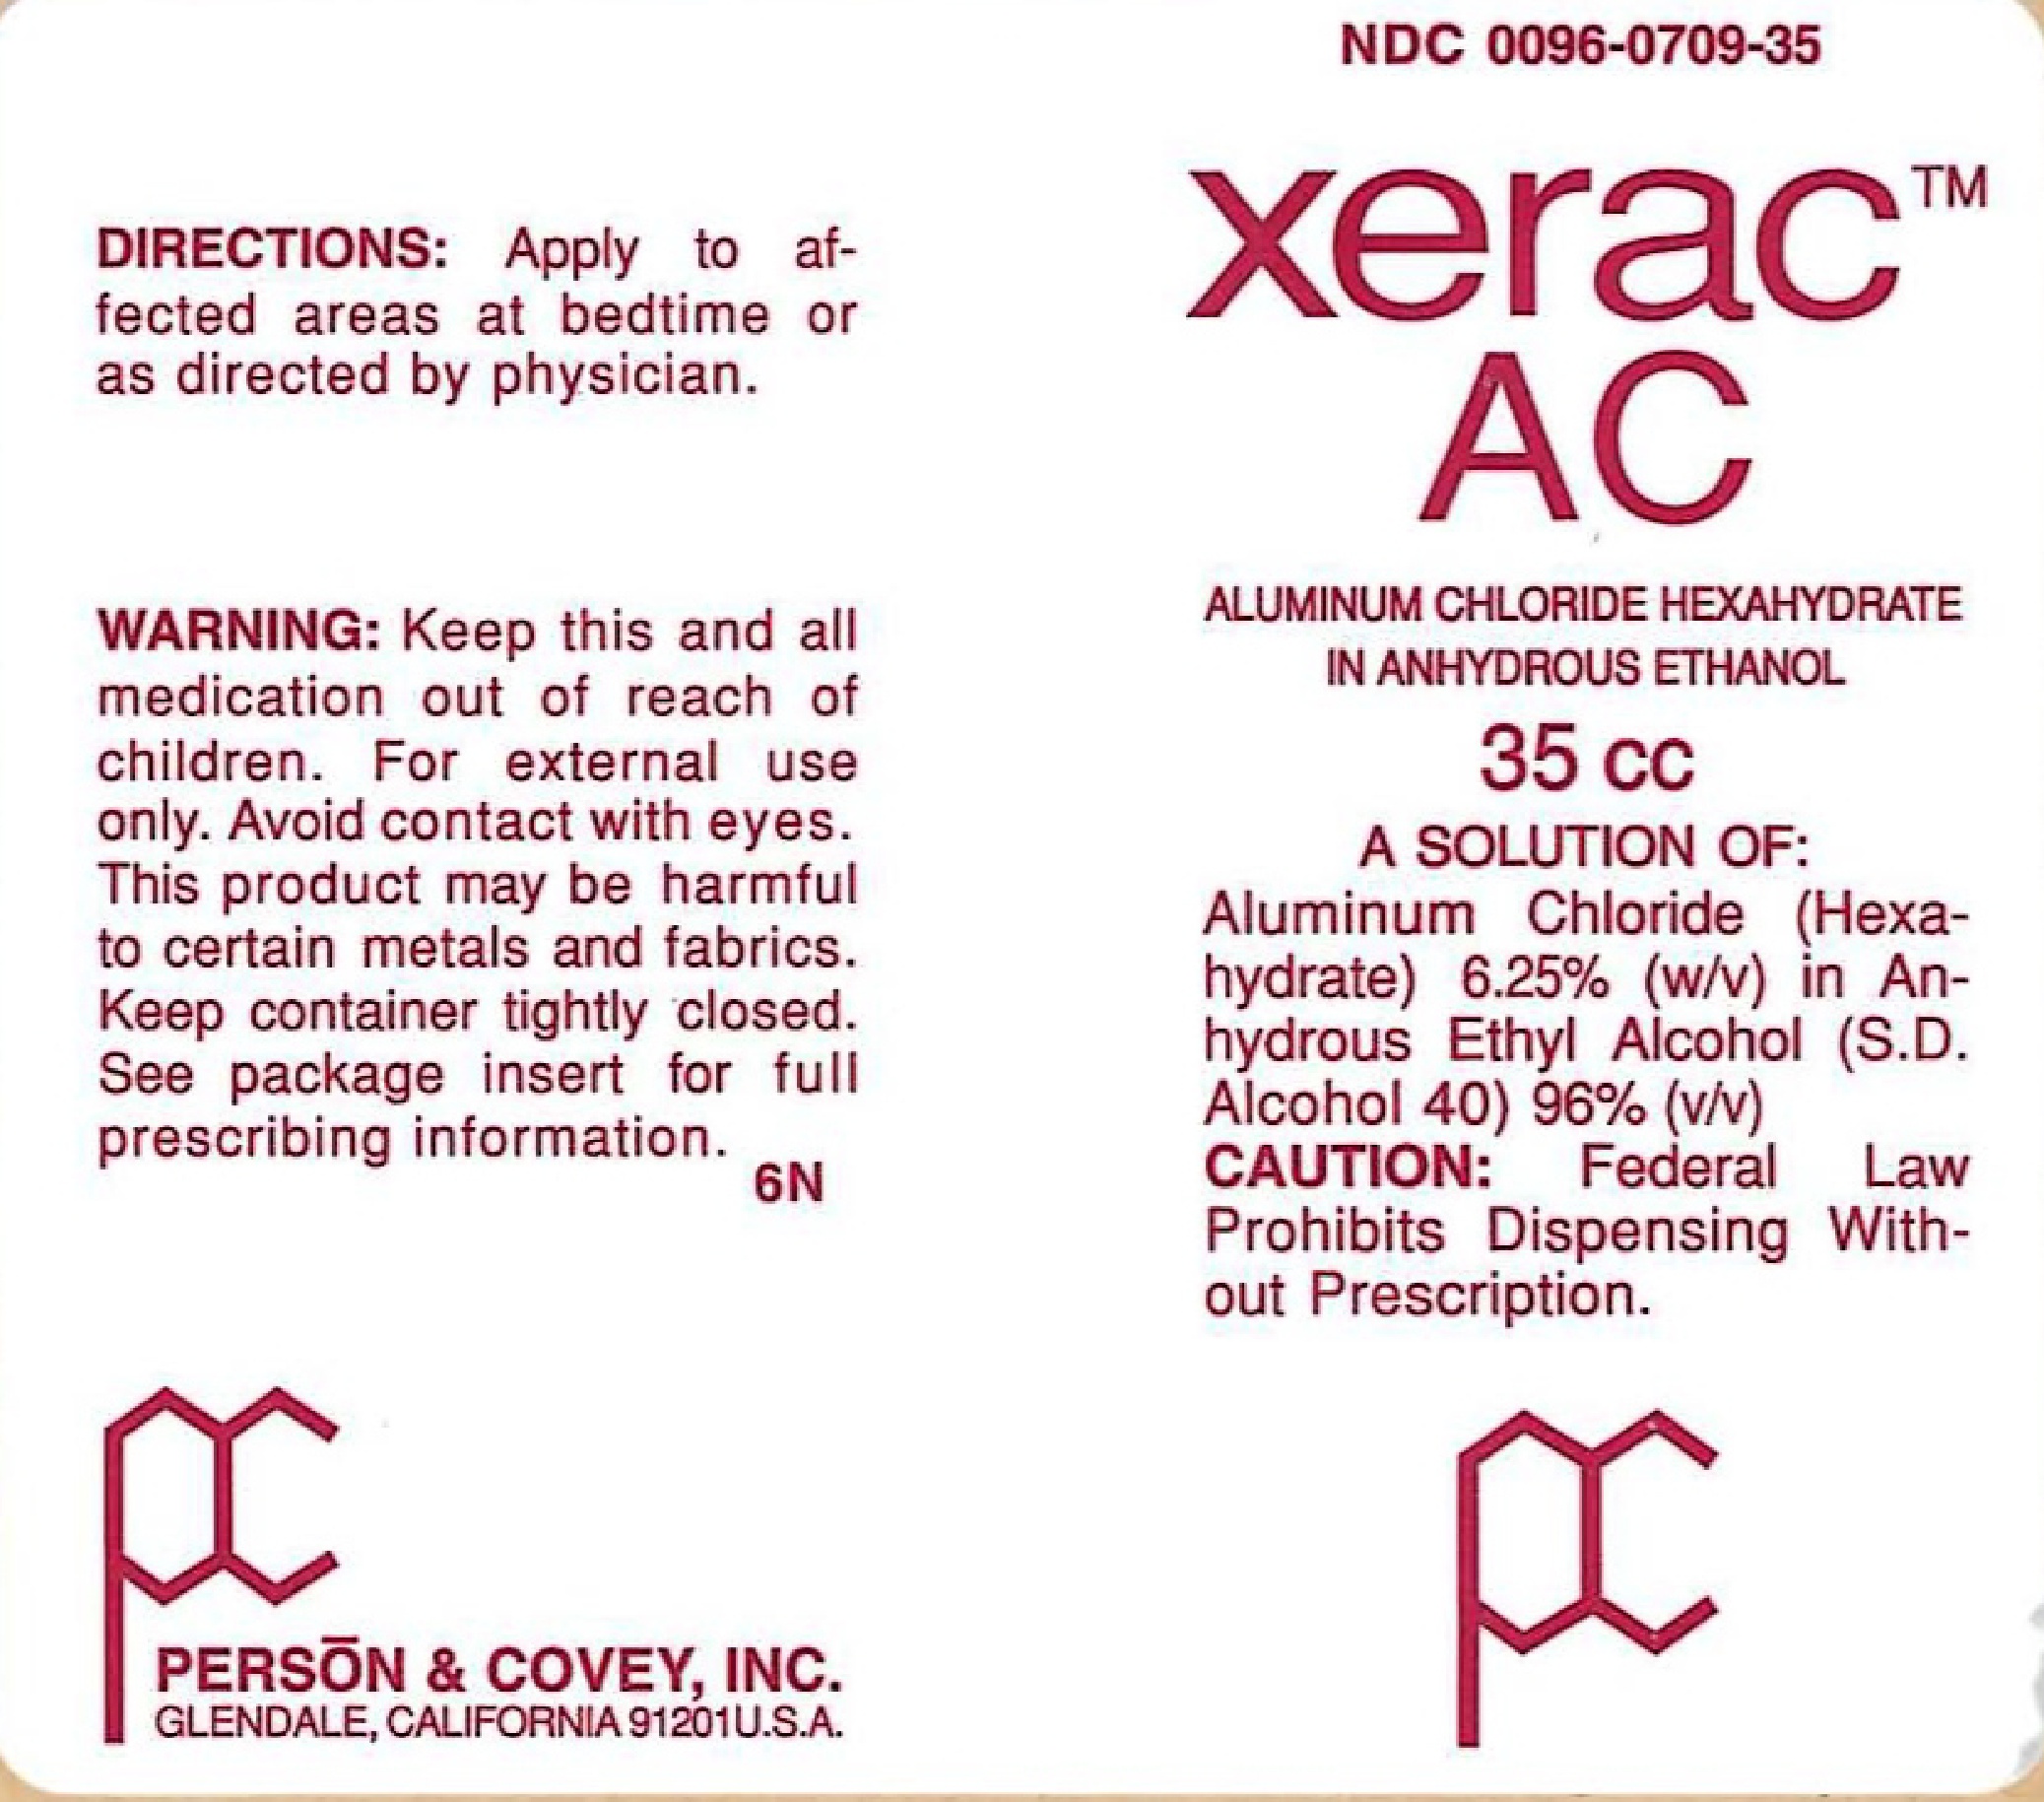 DIRECTIONS: Apply to af-
fected areas at bedtime or
as directed by physician.
WARNING: Keep this and all
medication out of reach of
children. For external use
only. Avoid contact with eyes.
This product may be harmful
to certain metals and fabrics.
Keep container tightly closed.
See package insert for full
prescribing information.
6N
pc
PERSŌN & COVEY, INC.
GLENDALE, CALIFORNIA 91201 U.S.A.
NDC 0096-0709-35
xerac™
AC
ALUMINUM CHLORIDE HEXAHYDRATE
IN ANHYDROUS ETHANOL
35 cc
A SOLUTION OF:
Aluminum Chloride (Hexa-
hydrate) 6.25% (w/v) in An-
hydrous Ethyl Alcohol (S.D.
Alcohol 40) 96% (v/v)
CAUTION: Federal Law
Prohibits Dispensing With-
out Prescription.
pc